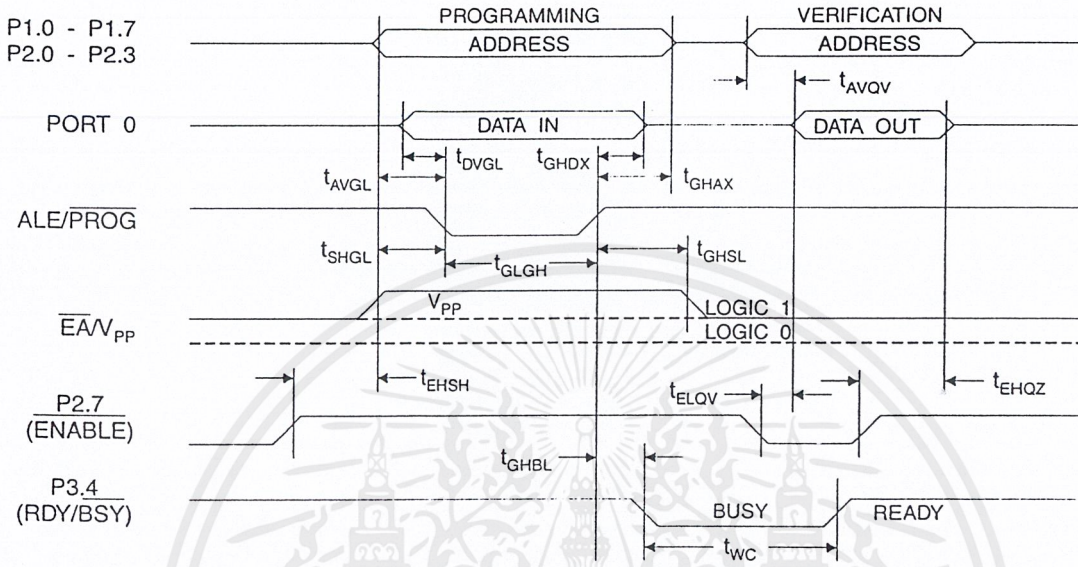 PROGRAMMING
VERIFICATION
P1.0 - P1.7
P2.0 - P2.3
ADDRESS
ADDRESS
tAVQV
PORT 0
DATA IN
DATA OUT
tDVGL
tGHDX
tAVGL
tGHAX
ALE/PROG
tSHGL
tGLGH
tGHSL
VPP
LOGIC 1
EA/VPP
LOGIC 0
tEHSH
tELQV
tEHQZ
P2.7
(ENABLE)
tGHBL
P3.4
(RDY/BSY)
BUSY
READY
tWC